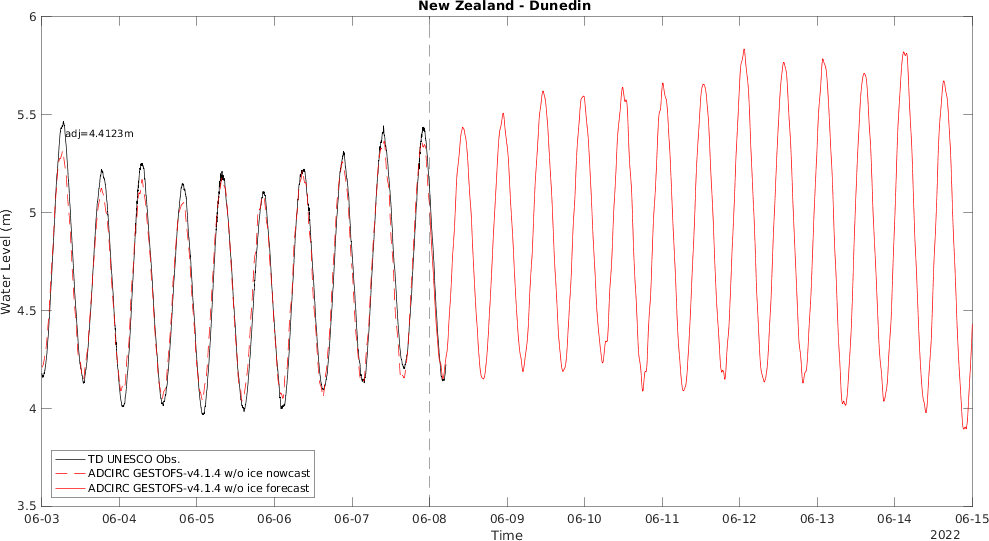 New Zealand - Dunedin
6
5.5
5
4.5
4
3.5
Water Level (m)
adj=4.4123m
TD UNESCO Obs.
ADCIRC GESTOFS-v4.1.4 w/o ice nowcast
ADCIRC GESTOFS-v4.1.4 w/o ice forecast
06-03 06-04 06-05 06-06 06-07 06-08 06-09 06-10 06-11 06-12 06-13 06-14 06-15
Time
2022